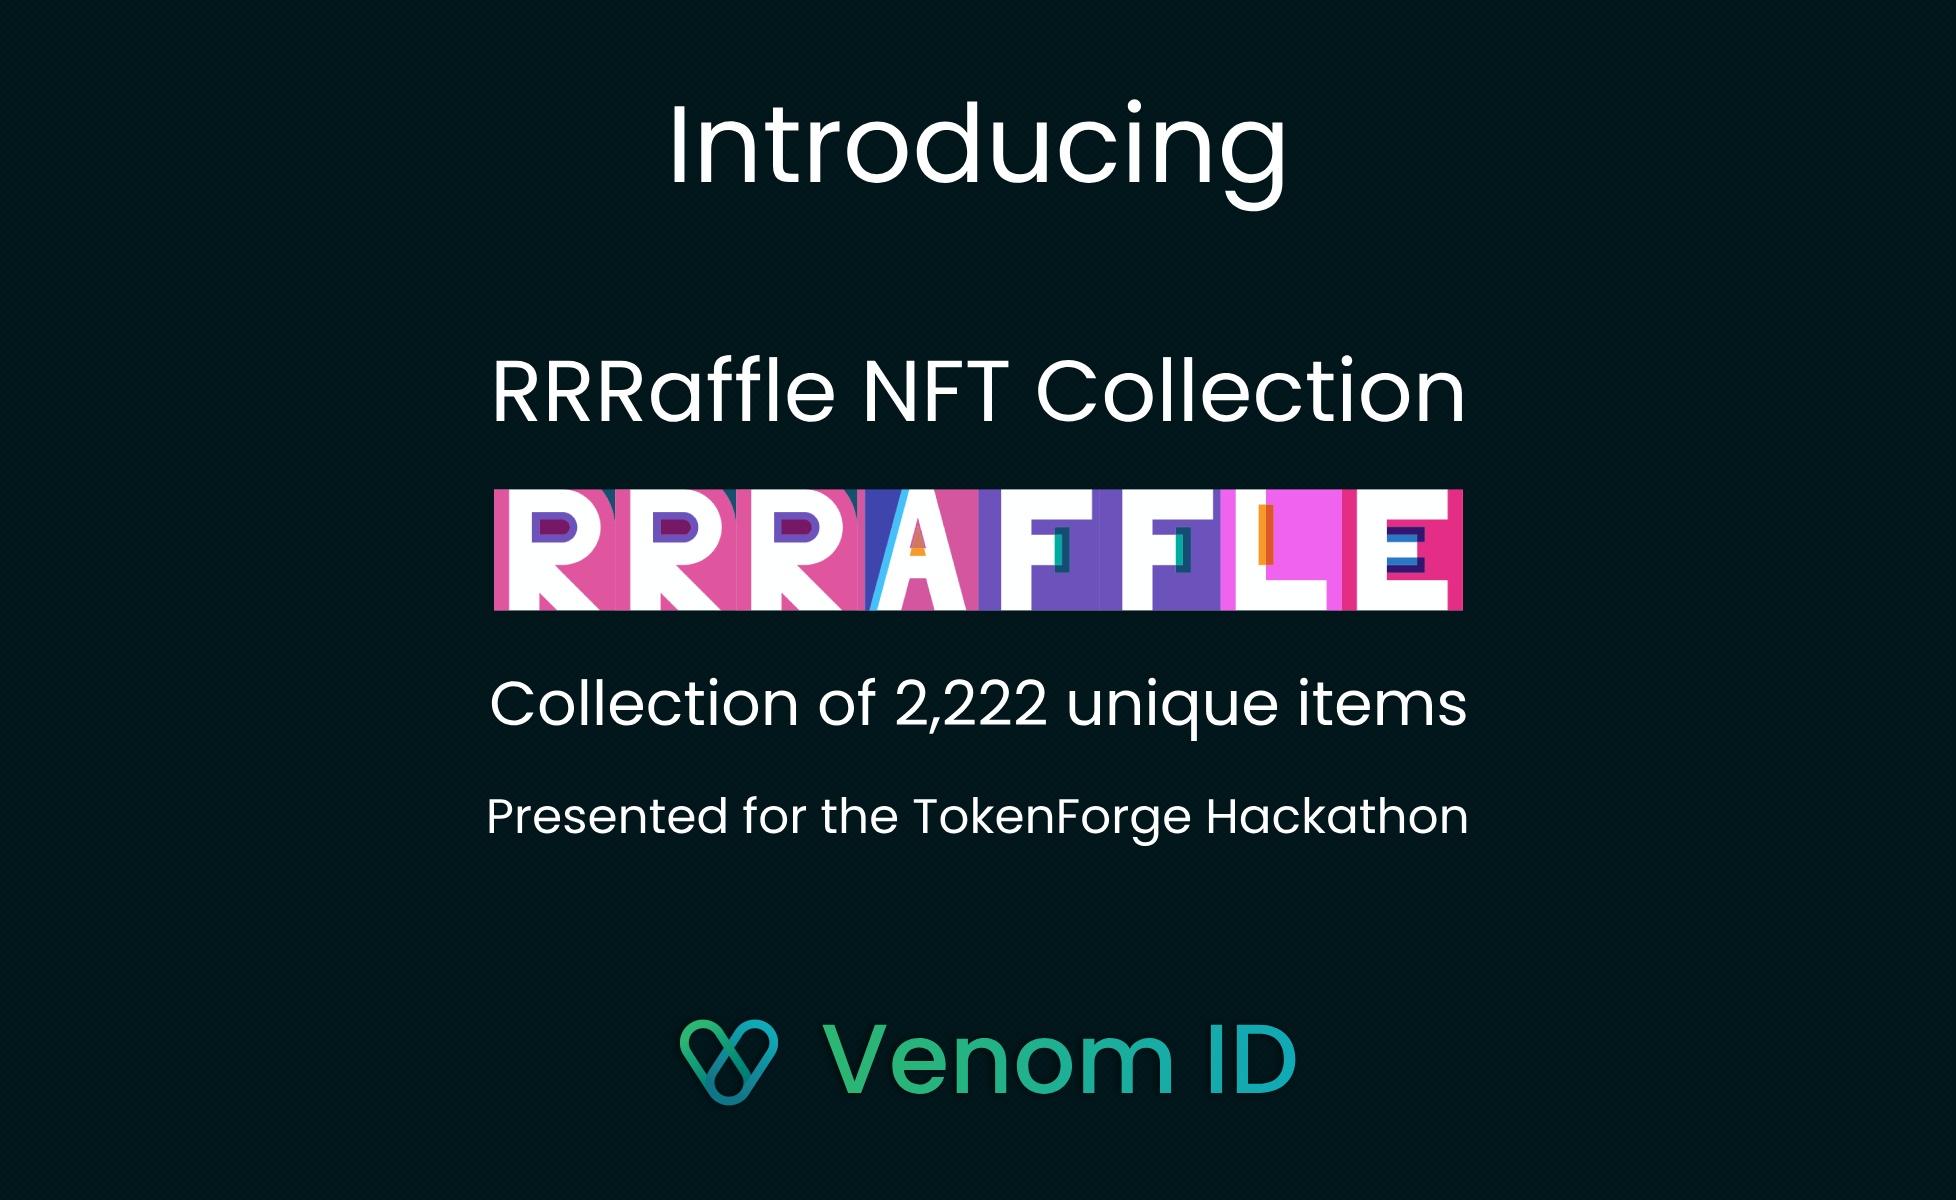 Introducing
RRRaffle NFT Collection
RRRAFFLE
Collection of 2,222 unique items
Presented for the TokenForge Hackathon
Venom ID